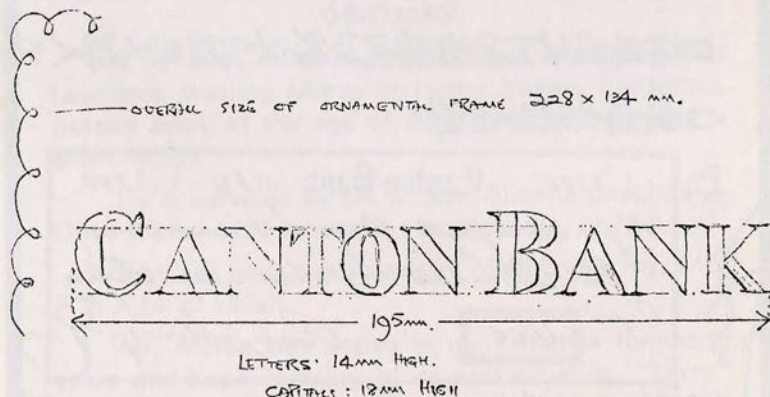 OVERALL SIZE OF ORNAMENTAL FRAME 228 x 134 mm.
CANTON BANK
195mm.
LETTERS: 14mm HIGH.
CAPITALS: 18mm HIGH